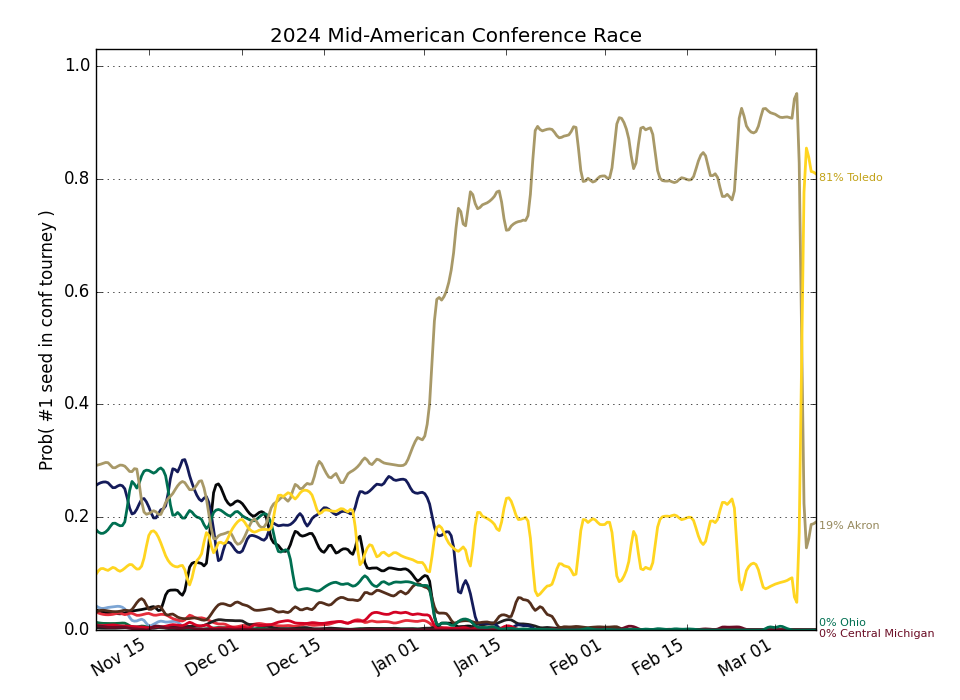 2024 Mid-American Conference Race
Prob( #1 seed in conf tourney )
1.0
0.8
0.6
0.4
0.2
0.0
81% Toledo
19% Akron
0% Ohio
0% Central Michigan
Nov 15
Dec 01
Dec 15
Jan 01
Jan 15
Feb 01
Feb 15
Mar 01